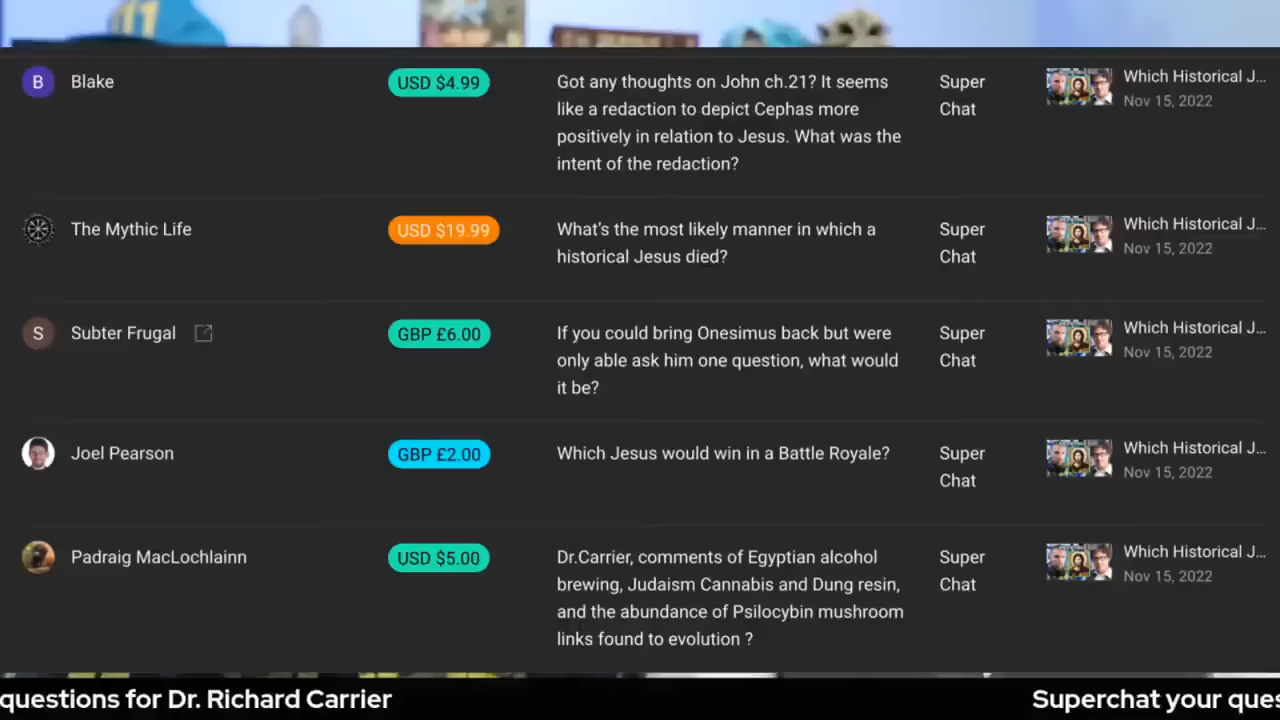 B
Blake
USD $4.99
Got any thoughts on John ch.21? It seems
like a redaction to depict Cephas more
positively in relation to Jesus. What was the
intent of the redaction?
Super
Chat
Which Historical J...
Nov 15, 2022
The Mythic Life
USD $19.99
What's the most likely manner in which a
historical Jesus died?
Super
Chat
Which Historical J...
Nov 15, 2022
S
Subter Frugal
GBP £6.00
If you could bring Onesimus back but were
only able ask him one question, what would
it be?
Super
Chat
Which Historical J...
Nov 15, 2022
Joel Pearson
GBP £2.00
Which Jesus would win in a Battle Royale?
Super
Chat
Which Historical J...
Nov 15, 2022
Padraig MacLochlainn
USD $5.00
Dr.Carrier, comments of Egyptian alcohol
brewing, Judaism Cannabis and Dung resin,
and the abundance of Psilocybin mushroom
links found to evolution ?
Super
Chat
Which Historical J...
Nov 15, 2022
questions for Dr. Richard Carrier
Superchat your ques